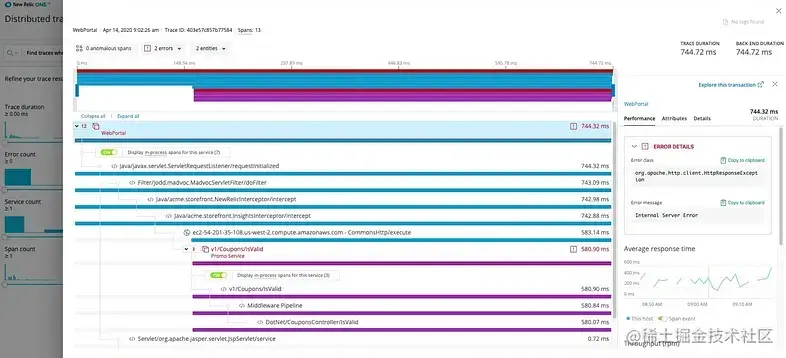 New Relic ONE™
Distributed tra
Find traces whe
Refine your trace resu
Trace duration
≥ 0.00 ms
Error count
≥ 0
Service count
≥ 1
Span count
≥ 1
No logs found
WebPortal | Apr 14, 2020 9:02:26 am | Trace ID: 403e57c857b77584 | Spans: 13
0 anomalous spans
2 errors
2 entities
TRACE DURATION
744.72 ms
BACK-END DURATION
744.72 ms
0 ms
148.94 ms
297.89 ms
446.83 ms
595.78 ms
744.72 ms
Collapse all | Expand all
12
WebPortal
744.32 ms
ON Display in-process spans for this service (7)
Java/javax.servlet.ServletRequestListener/requestInitialized
744.32 ms
Filter/jodd.madvoc.MadvocServletFilter/doFilter
743.09 ms
Java/acme.storefront.NewRelicInterceptor/intercept
742.98 ms
Java/acme.storefront.InsightsInterceptor/intercept
742.88 ms
ec2-54-201-35-108.us-west-2.compute.amazonaws.com - CommonsHttp/execute
583.14 ms
v1/Coupons/IsValid
Promo Service
580.90 ms
ON Display in-process spans for this service (3)
v1/Coupons/IsValid
580.90 ms
Middleware Pipeline
580.84 ms
DotNet/CouponsController/IsValid
580.07 ms
Servlet/org.apache.jasper.servlet.JspServlet/service
0.72 ms
Explore this transaction
WebPortal
744.32 ms
DURATION
Performance
Attributes
Details
ERROR DETAILS
Error class
Copy to clipboard
org.apache.http.client.HttpResponseExcep
tion
Error message
Copy to clipboard
Internal Server Error
Average response time
600 ms
400 ms
200 ms
0 ms
08:50 AM
09:00 AM
09:10 AM
This host
Span event
Throughput (rpm)
@稀土掘金技术社区